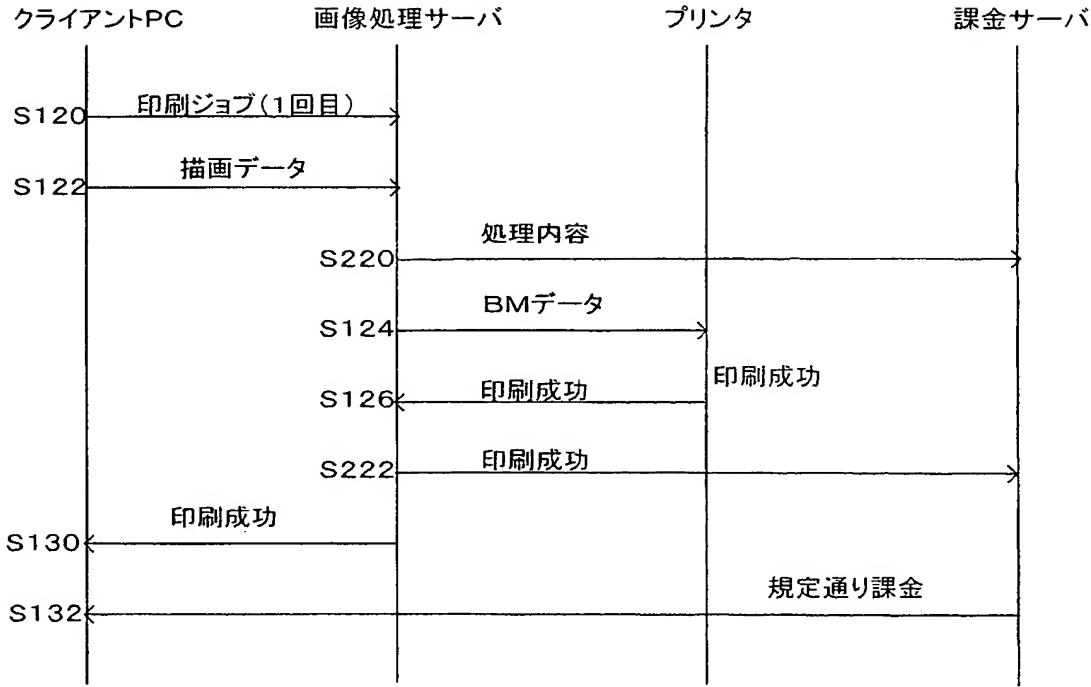 クライアントPC 画像処理サーバ プリンタ 課金サーバ
S120 印刷ジョブ(1回目)
S122 描画データ
S220 処理内容
S124 BMデータ
印刷成功
S126 印刷成功
S222 印刷成功
S130 印刷成功
S132 規定通り課金